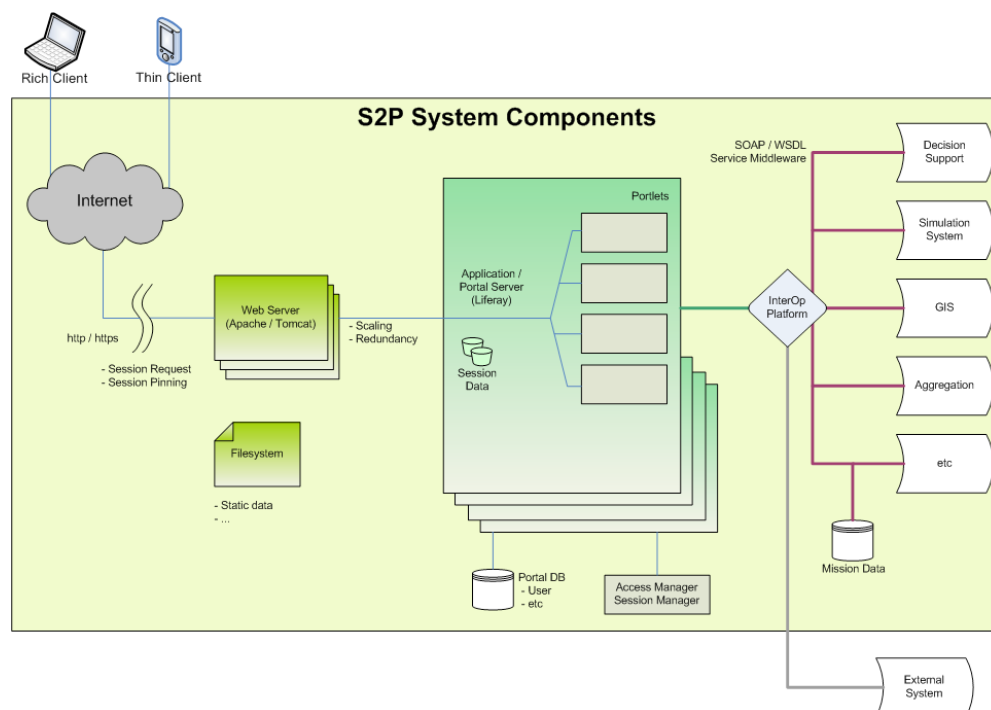 Rich Client
Thin Client
S2P System Components
Internet
http / https
- Session Request
- Session Pinning
Web Server
(Apache / Tomcat)
- Scaling
- Redundancy
Filesystem
- Static data
- ...
Portlets
Application /
Portal Server
(Liferay)
Session
Data
Portal DB
- User
- etc
Access Manager
Session Manager
SOAP / WSDL
Service Middleware
InterOp
Platform
Decision
Support
Simulation
System
GIS
Aggregation
etc
Mission Data
External
System